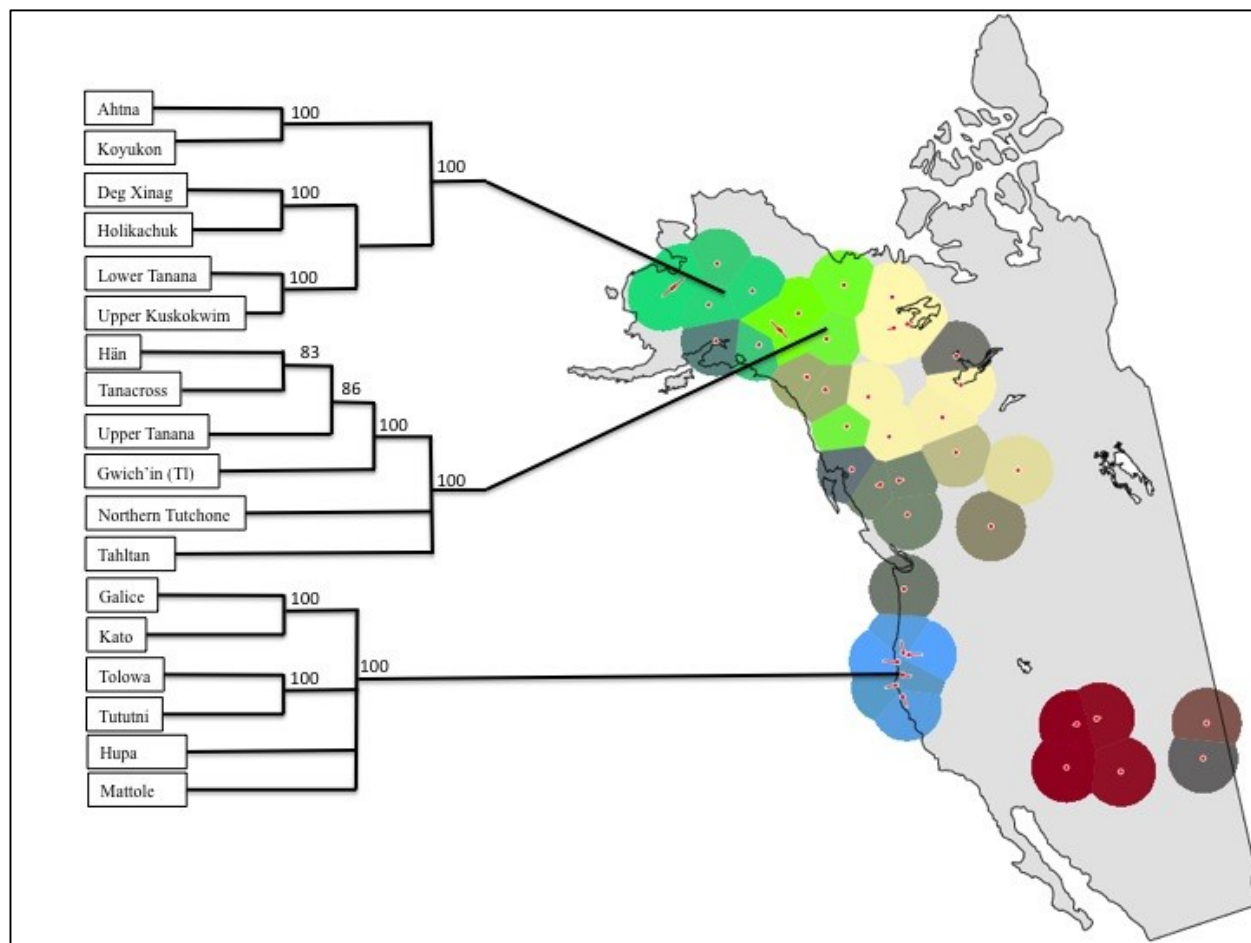 Ahtna
100
Koyukon
100
Deg Xinag
100
Holikachuk
Lower Tanana
100
Upper Kuskokwim
Hän
83
Tanacross
86
Upper Tanana
100
Gwich'in (Tl)
100
Northern Tutchone
Tahltan
Galice
100
Kato
100
Tolowa
100
Tututni
Hupa
Mattole